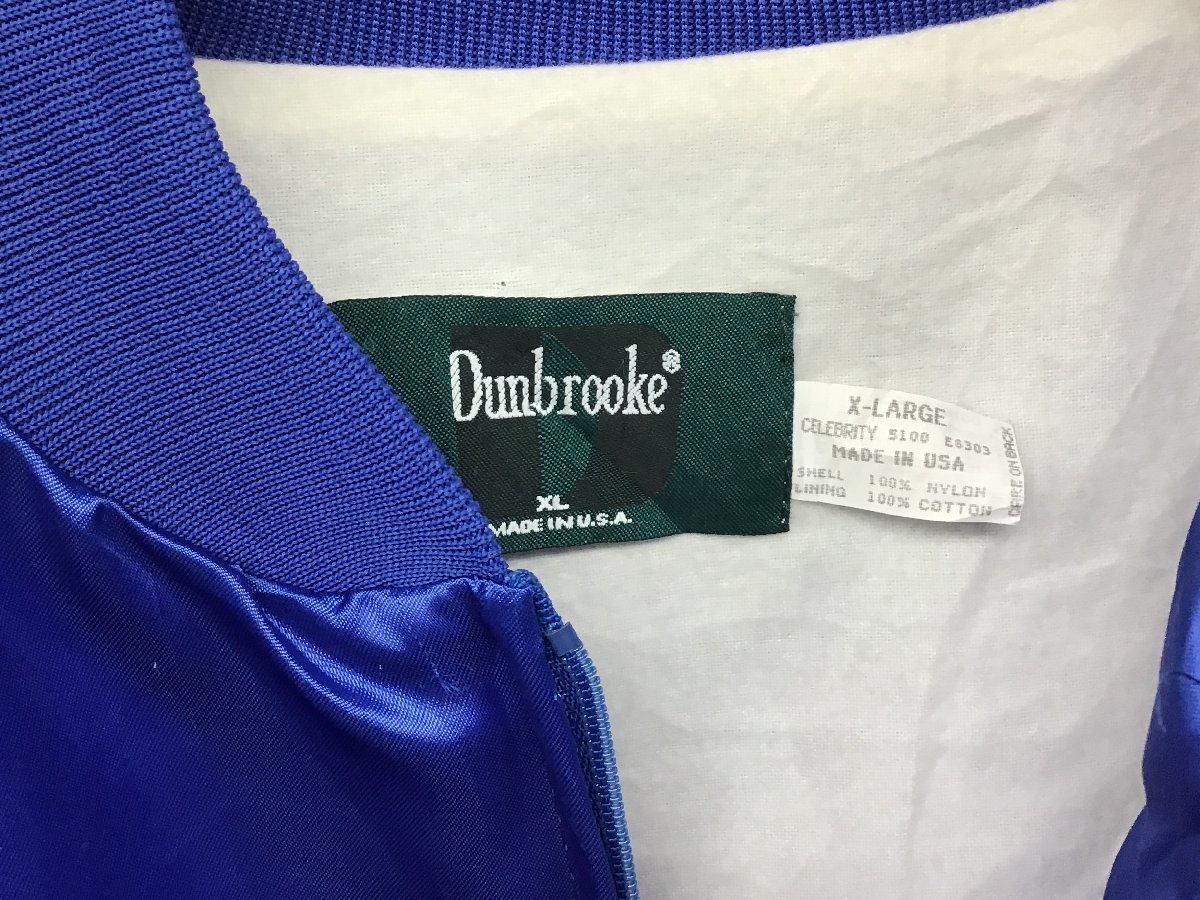 Dunbrooke®
XL
MADE IN U.S.A.
X-LARGE
CELEBRITY 5100 E6303
MADE IN USA
SHELL 100% NYLON
LINING 100% COTTON
CARE ON BACK